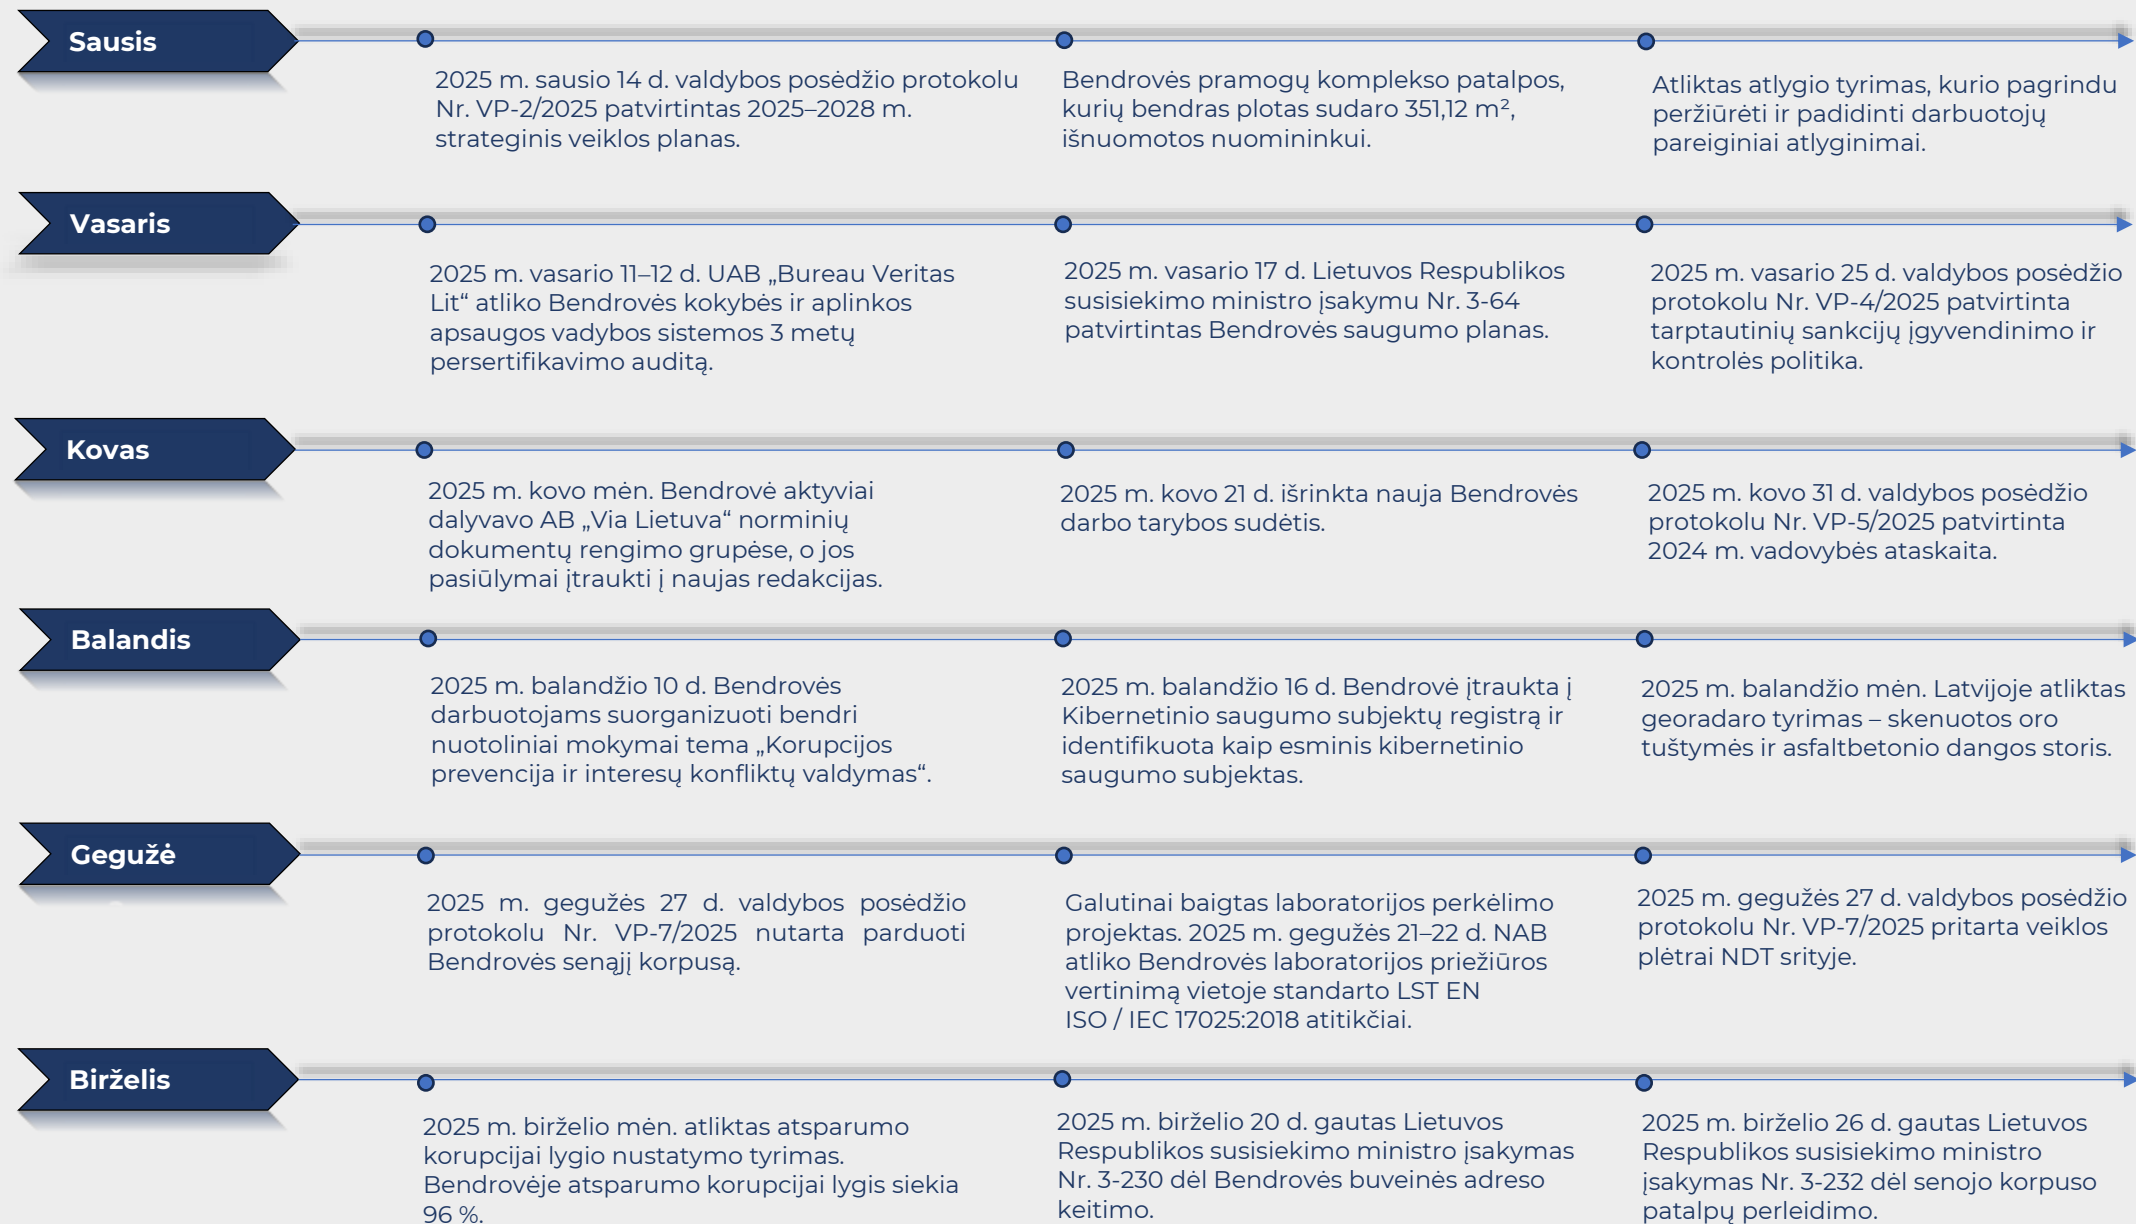 Sausis
2025 m. sausio 14 d. valdybos posėdžio protokolu
Nr. VP-2/2025 patvirtintas 2025–2028 m.
strateginis veiklos planas.
Bendrovės pramogų komplekso patalpos,
kurių bendras plotas sudaro 351,12 m²,
išnuomotos nuomininkui.
Atliktas atlygio tyrimas, kurio pagrindu
peržiūrėti ir padidinti darbuotojų
pareiginiai atlyginimai.
Vasaris
2025 m. vasario 11–12 d. UAB „Bureau Veritas
Lit“ atliko Bendrovės kokybės ir aplinkos
apsaugos vadybos sistemos 3 metų
persertifikavimo auditą.
2025 m. vasario 17 d. Lietuvos Respublikos
susisiekimo ministro įsakymu Nr. 3-64
patvirtintas Bendrovės saugumo planas.
2025 m. vasario 25 d. valdybos posėdžio
protokolu Nr. VP-4/2025 patvirtinta
tarptautinių sankcijų įgyvendinimo ir
kontrolės politika.
Kovas
2025 m. kovo mėn. Bendrovė aktyviai
dalyvavo AB „Via Lietuva“ norminių
dokumentų rengimo grupėse, o jos
pasiūlymai įtraukti į naujas redakcijas.
2025 m. kovo 21 d. išrinkta nauja Bendrovės
darbo tarybos sudėtis.
2025 m. kovo 31 d. valdybos posėdžio
protokolu Nr. VP-5/2025 patvirtinta
2024 m. vadovybės ataskaita.
Balandis
2025 m. balandžio 10 d. Bendrovės
darbuotojams suorganizuoti bendri
nuotoliniai mokymai tema „Korupcijos
prevencija ir interesų konfliktų valdymas“.
2025 m. balandžio 16 d. Bendrovė įtraukta į
Kibernetinio saugumo subjektų registrą ir
identifikuota kaip esminis kibernetinio
saugumo subjektas.
2025 m. balandžio mėn. Latvijoje atliktas
georadaro tyrimas – skenuotos oro
tuštymės ir asfaltbetonio dangos storis.
Gegužė
2025 m. gegužės 27 d. valdybos posėdžio
protokolu Nr. VP-7/2025 nutarta parduoti
Bendrovės senąjį korpusą.
Galutinai baigtas laboratorijos perkėlimo
projektas. 2025 m. gegužės 21–22 d. NAB
atliko Bendrovės laboratorijos priežiūros
vertinimą vietoje standarto LST EN
ISO / IEC 17025:2018 atitikčiai.
2025 m. gegužės 27 d. valdybos posėdžio
protokolu Nr. VP-7/2025 pritarta veiklos
plėtrai NDT srityje.
Birželis
2025 m. birželio mėn. atliktas atsparumo
korupcijai lygio nustatymo tyrimas.
Bendrovėje atsparumo korupcijai lygis siekia
96 %.
2025 m. birželio 20 d. gautas Lietuvos
Respublikos susisiekimo ministro įsakymas
Nr. 3-230 dėl Bendrovės buveinės adreso
keitimo.
2025 m. birželio 26 d. gautas Lietuvos
Respublikos susisiekimo ministro
įsakymas Nr. 3-232 dėl senojo korpuso
patalpų perleidimo.